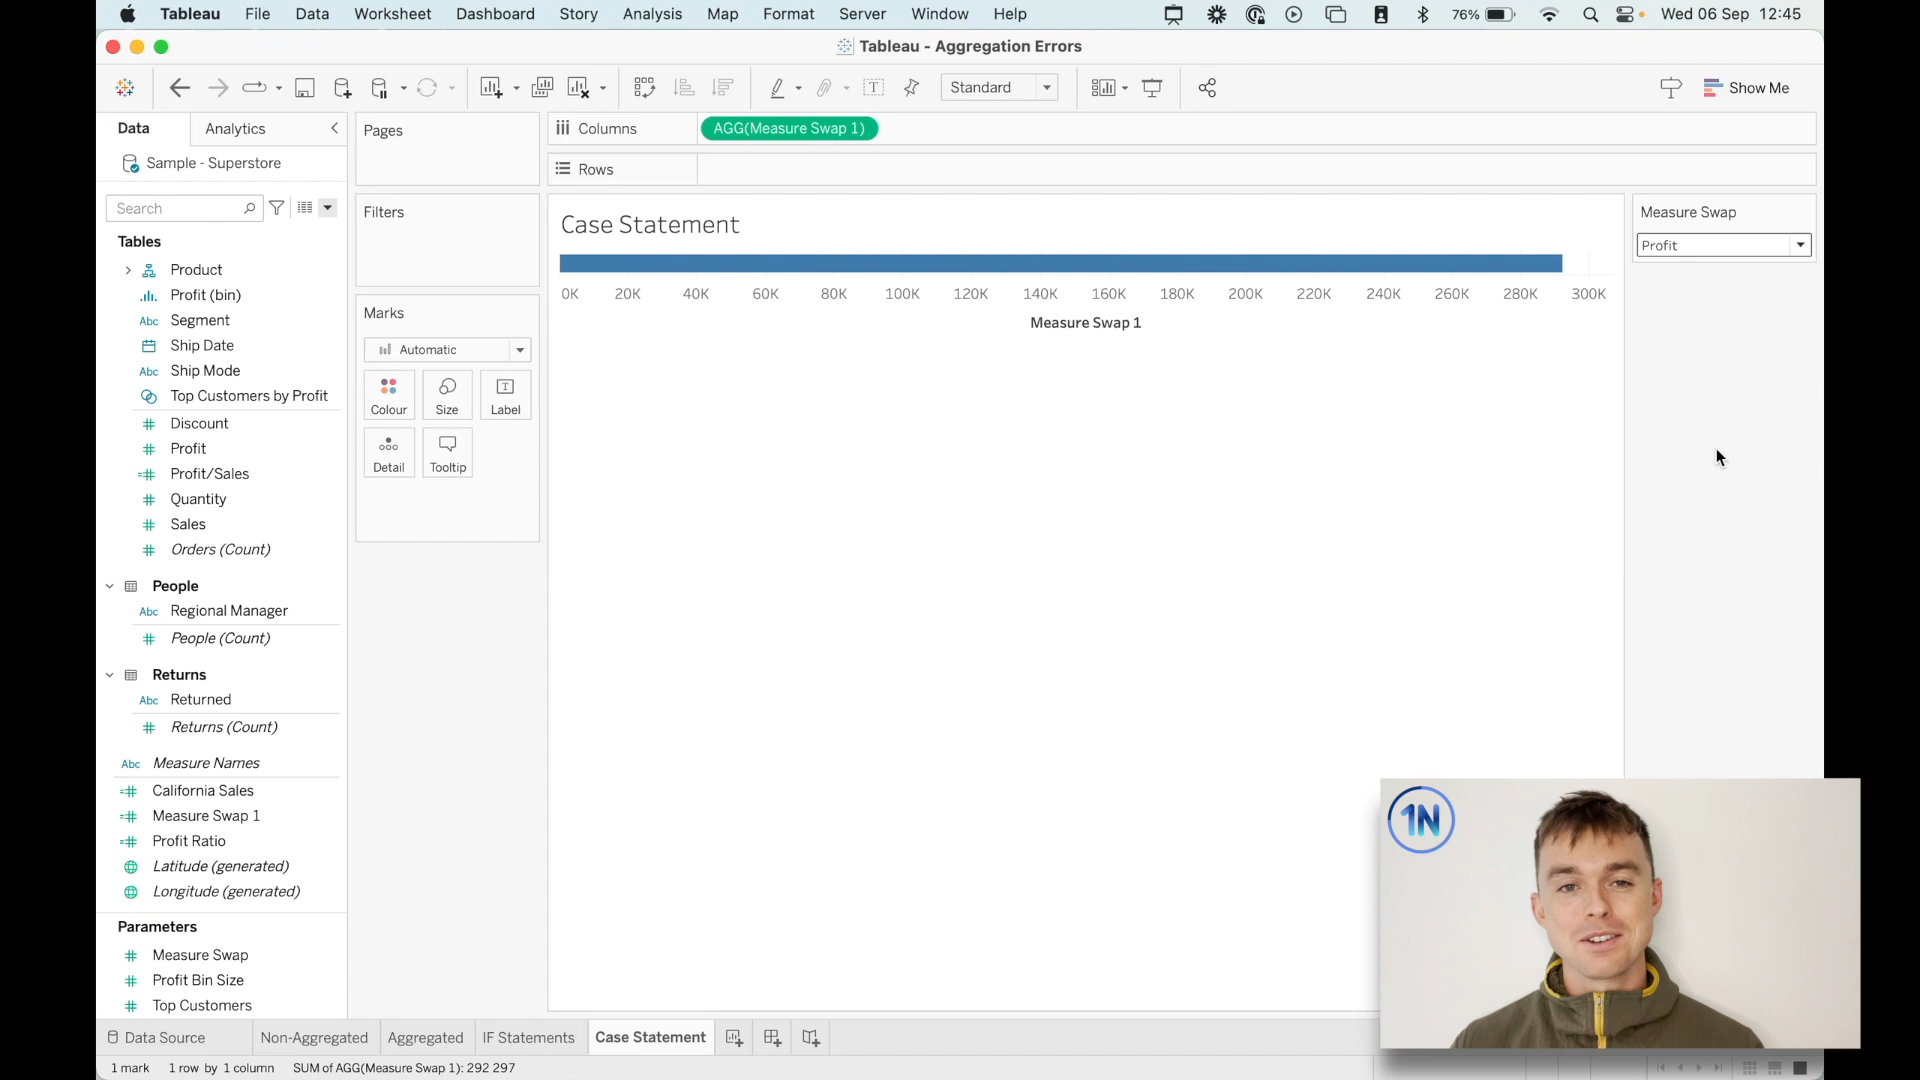 Tableau File Data Worksheet Dashboard Story Analysis Map Format Server Window Help 76% Wed 06 Sep 12:45
Tableau - Aggregation Errors
Standard Show Me
Data Analytics Pages Columns AGG(Measure Swap 1)
Sample - Superstore Rows
Search Filters Case Statement Measure Swap
Profit
Tables
Product
Profit (bin)
Segment
Ship Date
Ship Mode
Top Customers by Profit
Discount
Profit
Profit/Sales
Quantity
Sales
Orders (Count)
People
Regional Manager
People (Count)
Returns
Returned
Returns (Count)
Measure Names
California Sales
Measure Swap 1
Profit Ratio
Latitude (generated)
Longitude (generated)
Parameters
Measure Swap
Profit Bin Size
Top Customers
Abc
Abc
Abc
Abc
Abc
Marks
Automatic
Colour Size Label
Detail Tooltip
0K 20K 40K 60K 80K 100K 120K 140K 160K 180K 200K 220K 240K 260K 280K 300K
Measure Swap 1
1N
Data Source Non-Aggregated Aggregated IF Statements Case Statement
1 mark 1 row by 1 column SUM of AGG(Measure Swap 1): 292 297